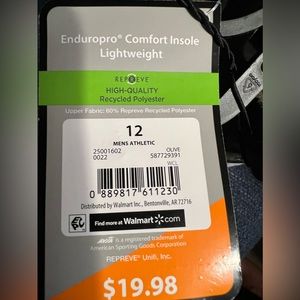 Enduropro® Comfort Insole
Lightweight
REPREVE
HIGH-QUALITY
Recycled Polyester
Upper Fabric: 60% Repreve Recycled Polyester
12
MENS ATHLETIC
25001602 OLIVE
0022 587729391
WCL
0 889817 611230
Distributed by Walmart Inc., Bentonville, AR 72716
Find more at Walmart.com
is a registered trademark of
American Sporting Goods Corporation
REPREVE® Unifi, Inc.
$19.98